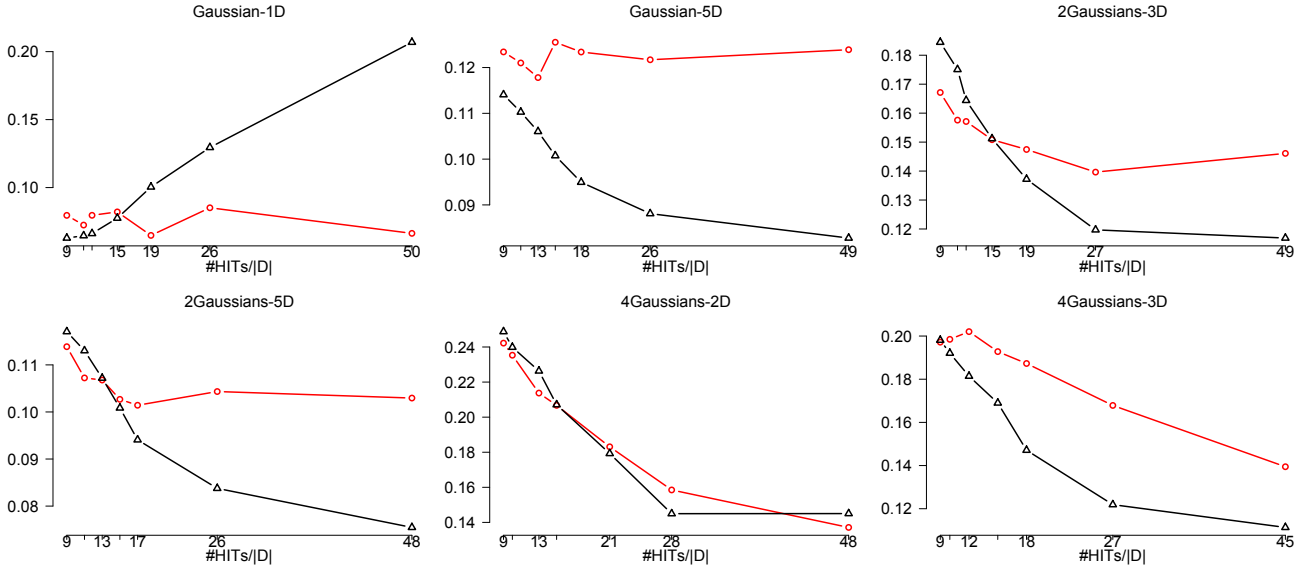 Gaussian-1D
0.20
0.15
0.10
9 15 19 26 50
#HITs/|D|
Gaussian-5D
0.12
0.11
0.10
0.09
9 13 18 26 49
#HITs/|D|
2Gaussians-3D
0.18
0.17
0.16
0.15
0.14
0.13
0.12
9 15 19 27 49
#HITs/|D|
2Gaussians-5D
0.11
0.10
0.09
0.08
9 13 17 26 48
#HITs/|D|
4Gaussians-2D
0.24
0.22
0.20
0.18
0.16
0.14
9 13 21 28 48
#HITs/|D|
4Gaussians-3D
0.20
0.18
0.16
0.14
0.12
9 12 18 27 45
#HITs/|D|